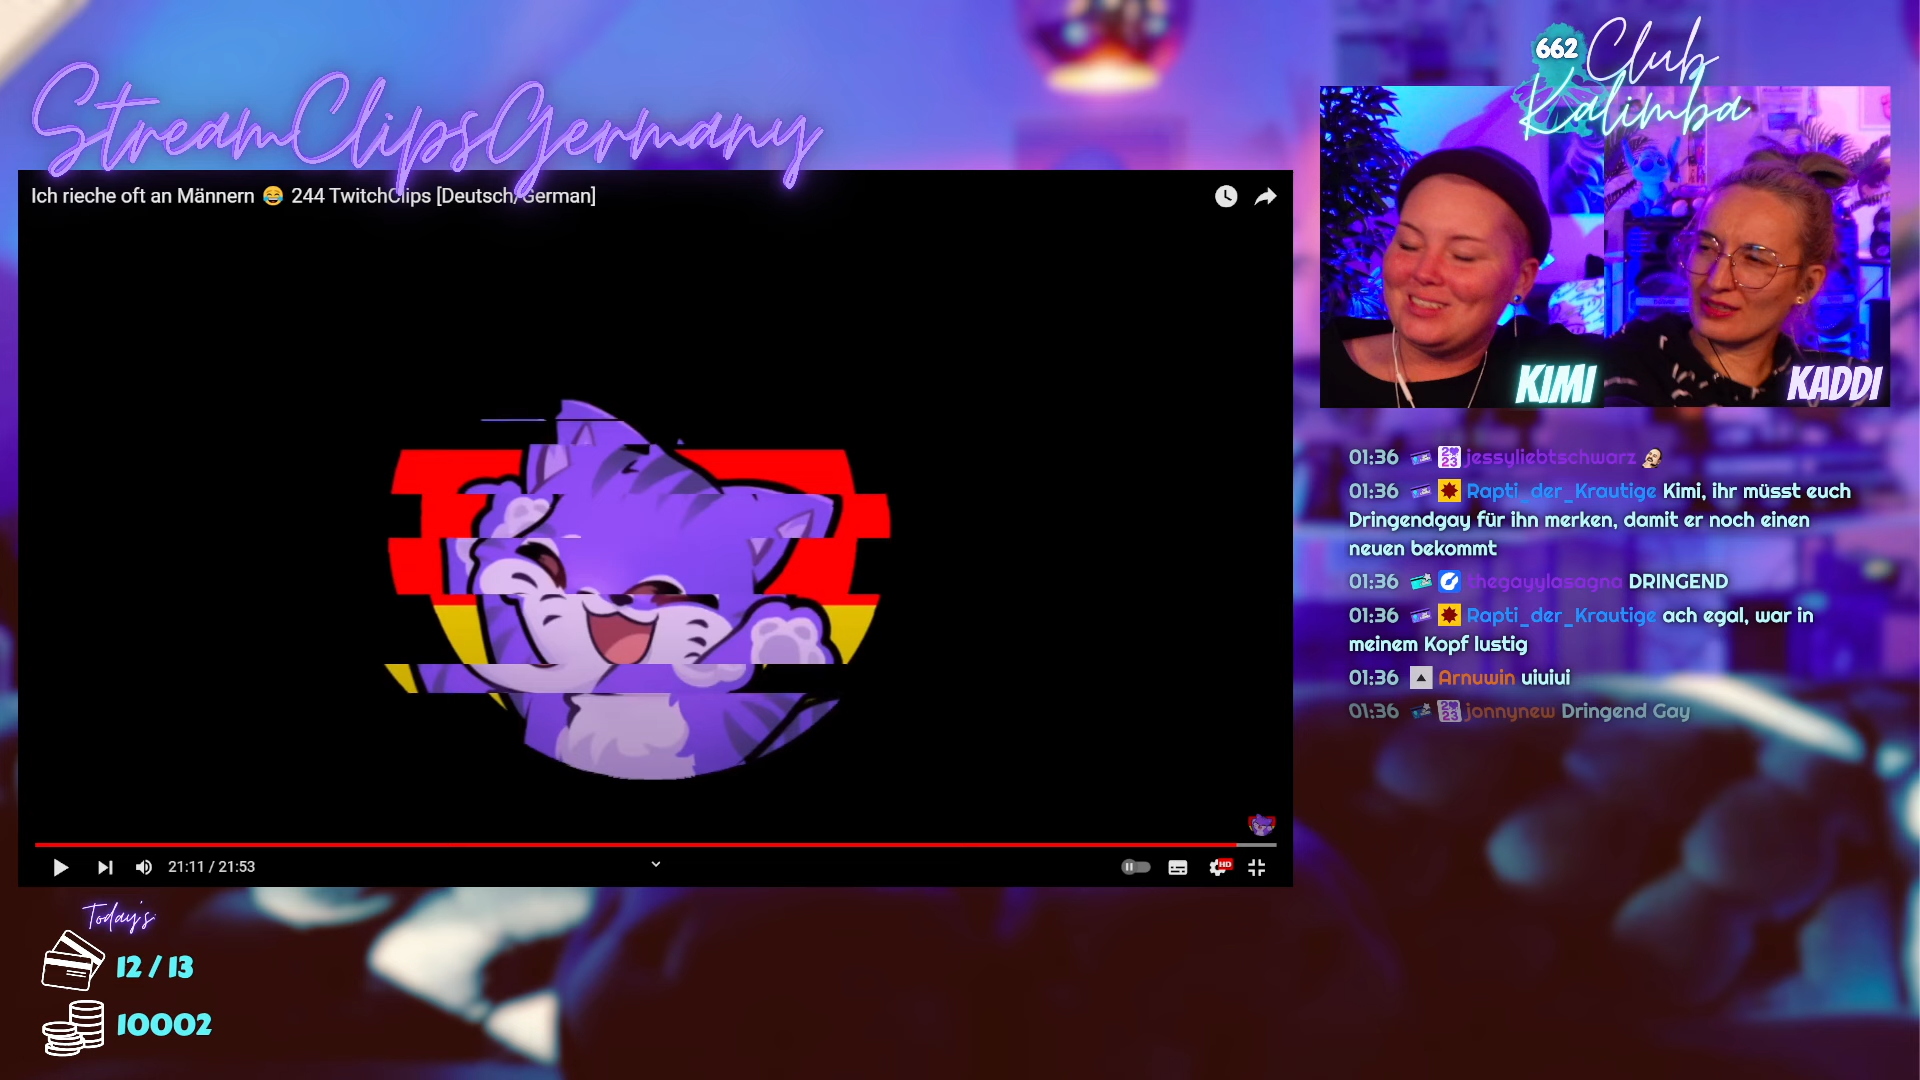 662 Club
Kalimba
StreamClipsGermany
Ich rieche oft an Männern 😂 244 TwitchClips [Deutsch/German]
KIMI
KADDI
01:36 jessyliebtschwarz
01:36 Rapti_der_Krautige Kimi, ihr müsst euch
Dringendgay für ihn merken, damit er noch einen
neuen bekommt
01:36 thegayylasagna DRINGEND
01:36 Rapti_der_Krautige ach egal, war in
meinem Kopf lustig
01:36 Arnuwin uiuiui
01:36 jonnynew Dringend Gay
21:11 / 21:53
HD
Today's
12 / 13
10002